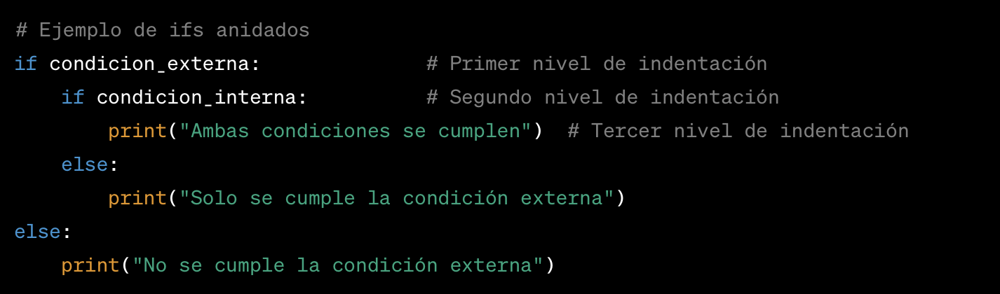 # Ejemplo de ifs anidados
if condicion_externa:              # Primer nivel de indentación
    if condicion_interna:          # Segundo nivel de indentación
        print("Ambas condiciones se cumplen")  # Tercer nivel de indentación
    else:
        print("Solo se cumple la condición externa")
else:
    print("No se cumple la condición externa")